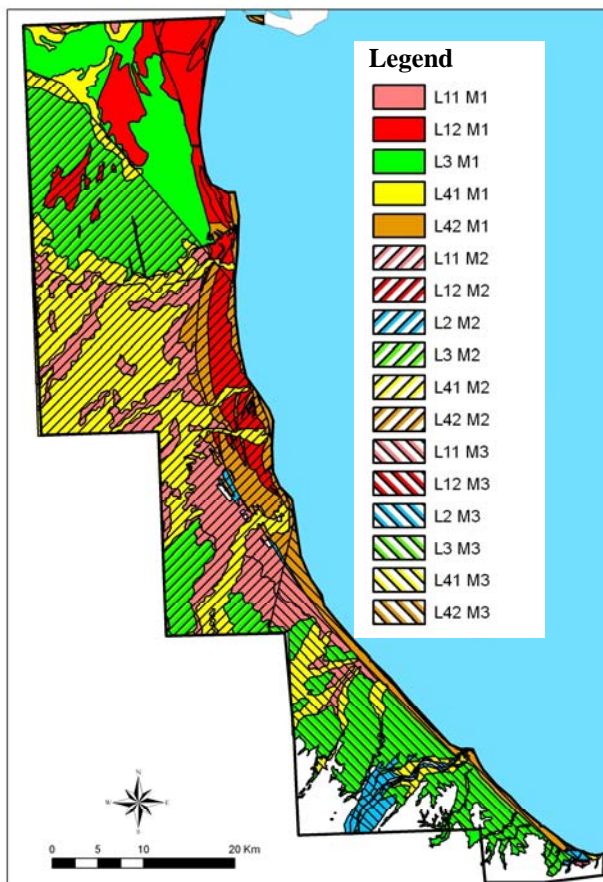 Legend
L11 M1
L12 M1
L3 M1
L41 M1
L42 M1
L11 M2
L12 M2
L2 M2
L3 M2
L41 M2
L42 M2
L11 M3
L12 M3
L2 M3
L3 M3
L41 M3
L42 M3
N
W E
S
0 5 10 20 Km